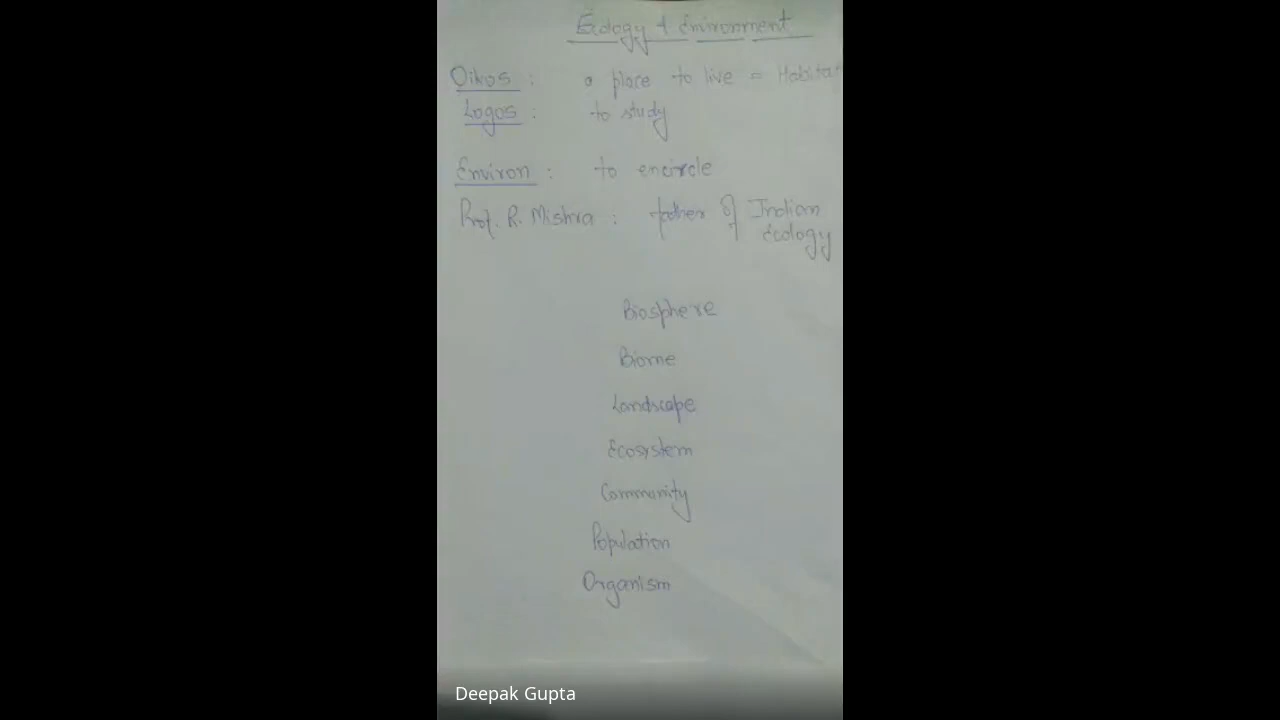 Ecology & Environment
Oikos : a place to live = Habitat
Logos : to study
Environ : to encircle
Prof. R. Mishra : father of Indian
Ecology
Biosphere
Biome
Landscape
Ecosystem
Community
Population
Organism
Deepak Gupta